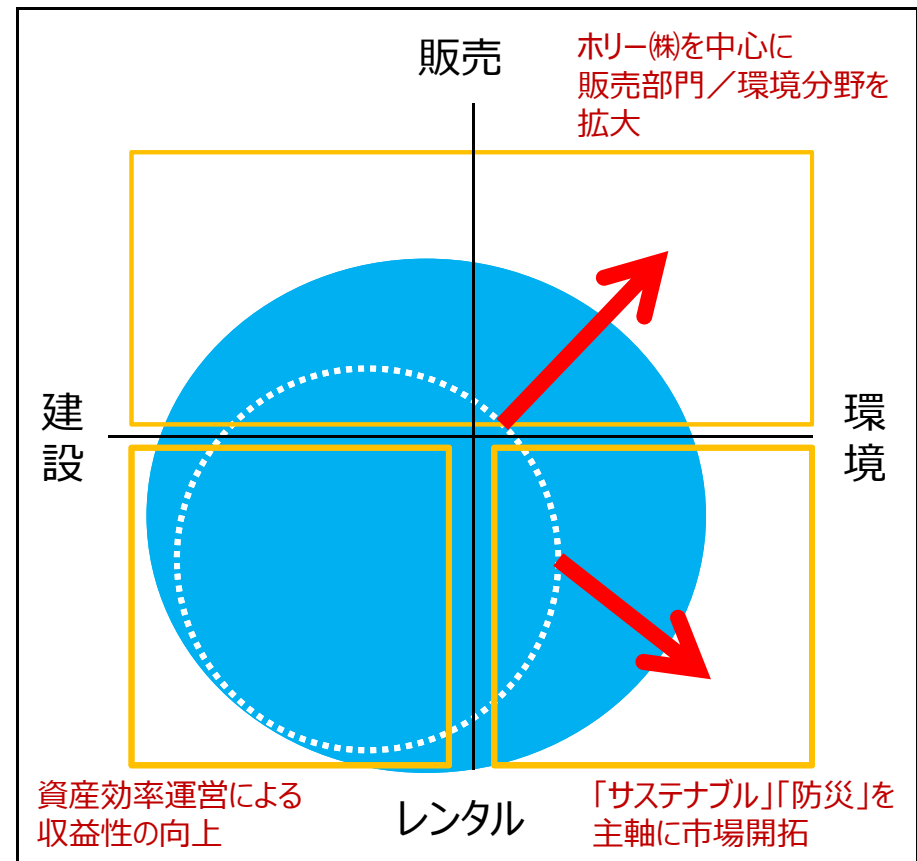 販売
ホリー㈱を中心に
販売部門／環境分野を
拡大
建設
環境
資産効率運営による
収益性の向上
レンタル
「サステナブル」「防災」を
主軸に市場開拓